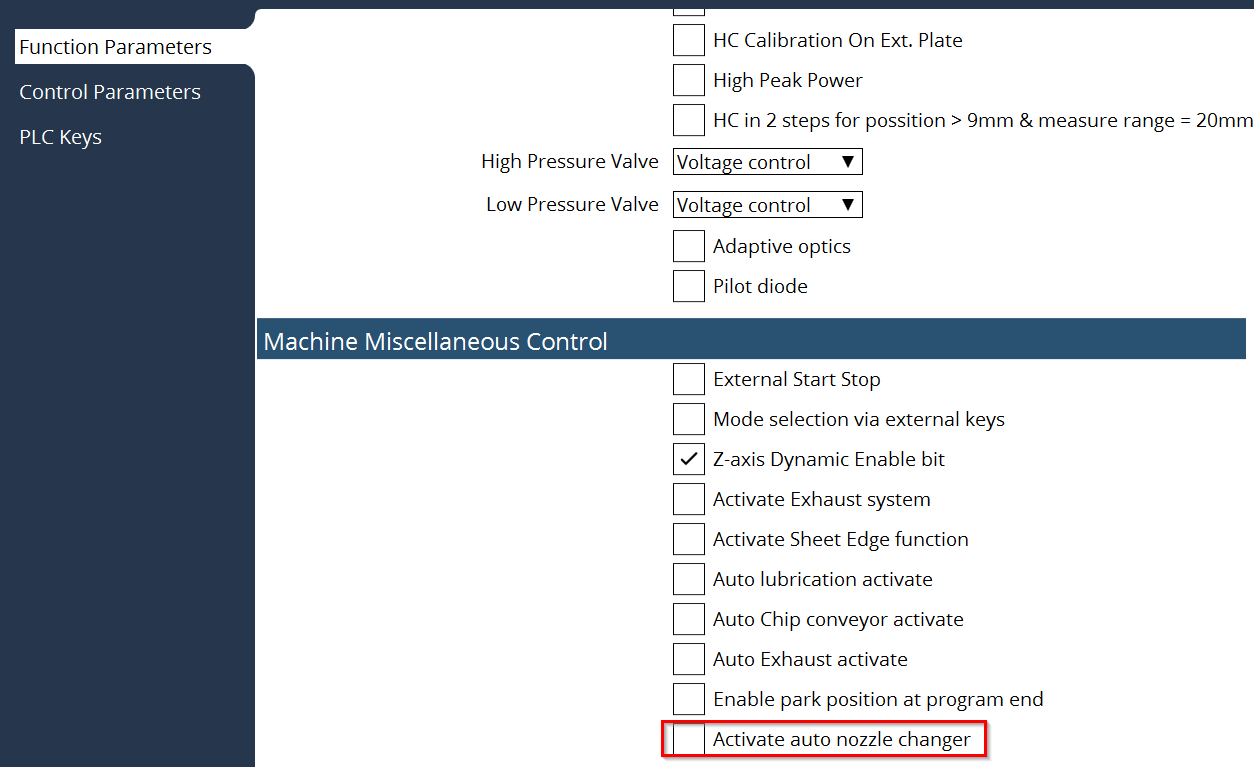 Function Parameters
Control Parameters
PLC Keys
HC Calibration On Ext. Plate
High Peak Power
HC in 2 steps for possition > 9mm & measure range = 20mm
High Pressure Valve Voltage control ▼
Low Pressure Valve Voltage control ▼
Adaptive optics
Pilot diode
Machine Miscellaneous Control
External Start Stop
Mode selection via external keys
Z-axis Dynamic Enable bit
Activate Exhaust system
Activate Sheet Edge function
Auto lubrication activate
Auto Chip conveyor activate
Auto Exhaust activate
Enable park position at program end
Activate auto nozzle changer